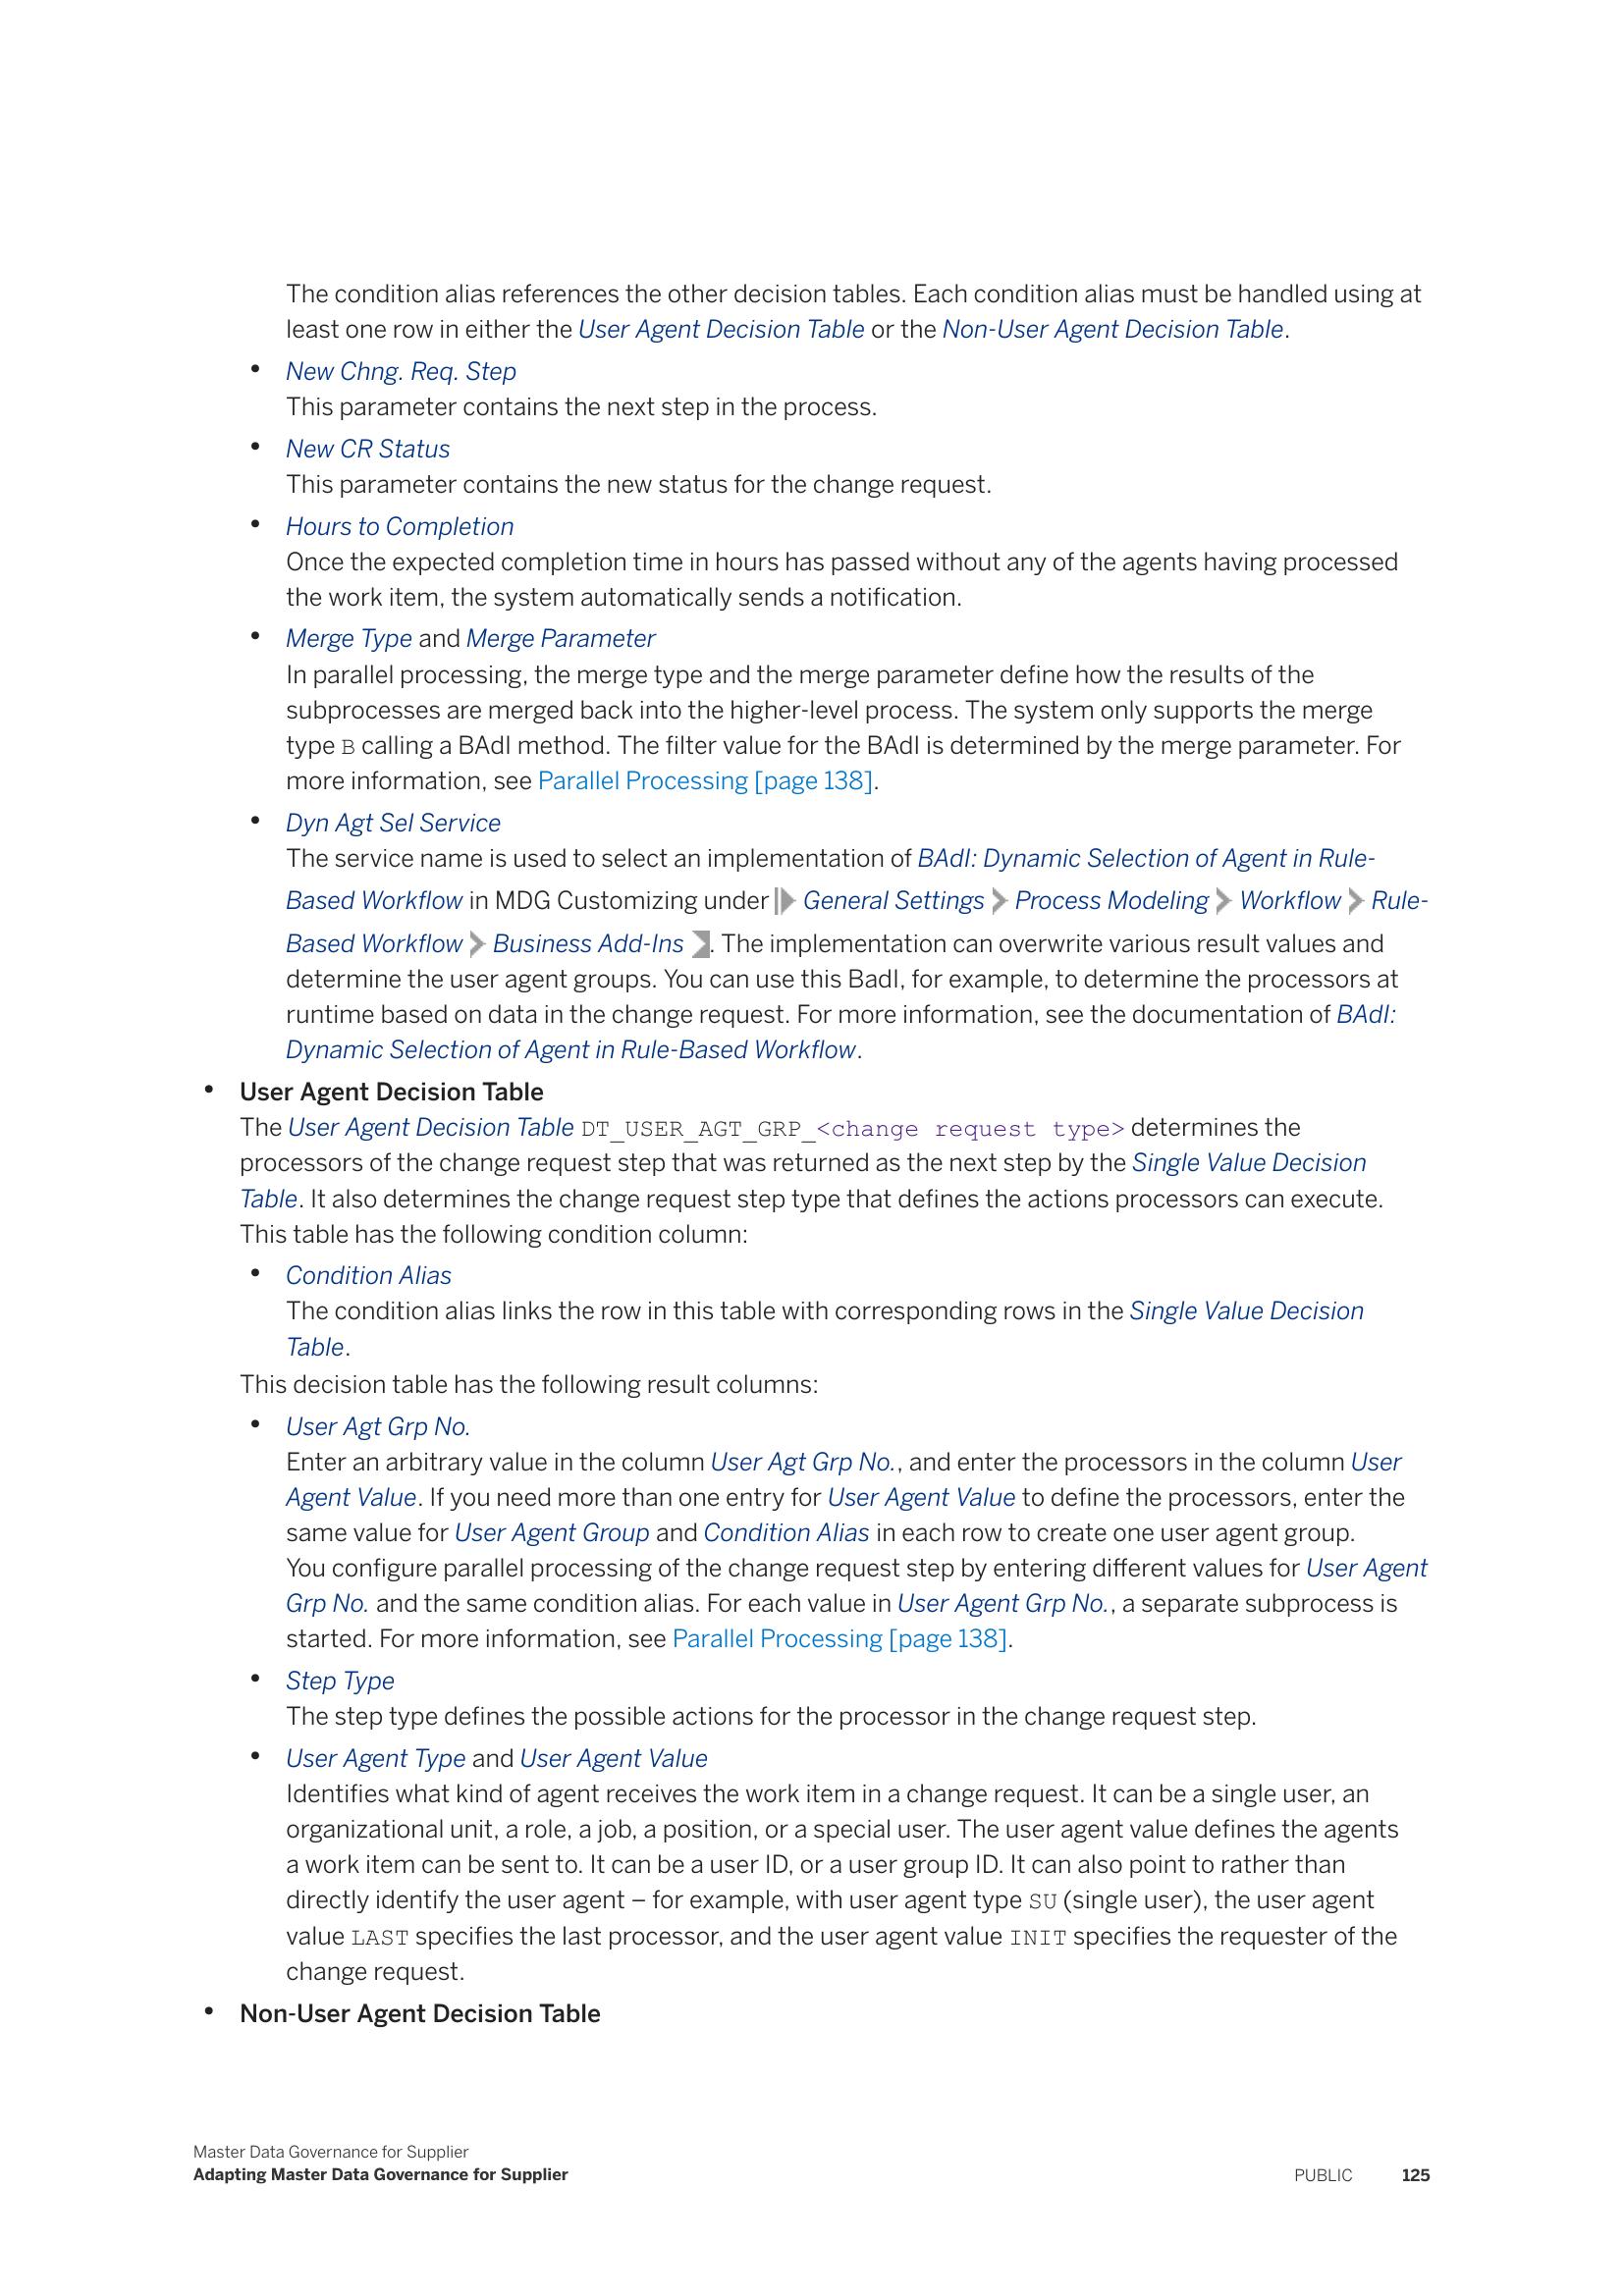 The condition alias references the other decision tables. Each condition alias must be handled using at
least one row in either the User Agent Decision Table or the Non-User Agent Decision Table.
• New Chng. Req. Step
This parameter contains the next step in the process.
• New CR Status
This parameter contains the new status for the change request.
• Hours to Completion
Once the expected completion time in hours has passed without any of the agents having processed
the work item, the system automatically sends a notification.
• Merge Type and Merge Parameter
In parallel processing, the merge type and the merge parameter define how the results of the
subprocesses are merged back into the higher-level process. The system only supports the merge
type B calling a BAdI method. The filter value for the BAdI is determined by the merge parameter. For
more information, see Parallel Processing [page 138].
• Dyn Agt Sel Service
The service name is used to select an implementation of BAdI: Dynamic Selection of Agent in Rule-
Based Workflow in MDG Customizing under General Settings Process Modeling Workflow Rule-
Based Workflow Business Add-Ins . The implementation can overwrite various result values and
determine the user agent groups. You can use this BadI, for example, to determine the processors at
runtime based on data in the change request. For more information, see the documentation of BAdI:
Dynamic Selection of Agent in Rule-Based Workflow.
• User Agent Decision Table
The User Agent Decision Table DT_USER_AGT_GRP_<change request type> determines the
processors of the change request step that was returned as the next step by the Single Value Decision
Table. It also determines the change request step type that defines the actions processors can execute.
This table has the following condition column:
• Condition Alias
The condition alias links the row in this table with corresponding rows in the Single Value Decision
Table.
This decision table has the following result columns:
• User Agt Grp No.
Enter an arbitrary value in the column User Agt Grp No., and enter the processors in the column User
Agent Value. If you need more than one entry for User Agent Value to define the processors, enter the
same value for User Agent Group and Condition Alias in each row to create one user agent group.
You configure parallel processing of the change request step by entering different values for User Agent
Grp No. and the same condition alias. For each value in User Agent Grp No., a separate subprocess is
started. For more information, see Parallel Processing [page 138].
• Step Type
The step type defines the possible actions for the processor in the change request step.
• User Agent Type and User Agent Value
Identifies what kind of agent receives the work item in a change request. It can be a single user, an
organizational unit, a role, a job, a position, or a special user. The user agent value defines the agents
a work item can be sent to. It can be a user ID, or a user group ID. It can also point to rather than
directly identify the user agent – for example, with user agent type SU (single user), the user agent
value LAST specifies the last processor, and the user agent value INIT specifies the requester of the
change request.
• Non-User Agent Decision Table
Master Data Governance for Supplier
Adapting Master Data Governance for Supplier
PUBLIC 125